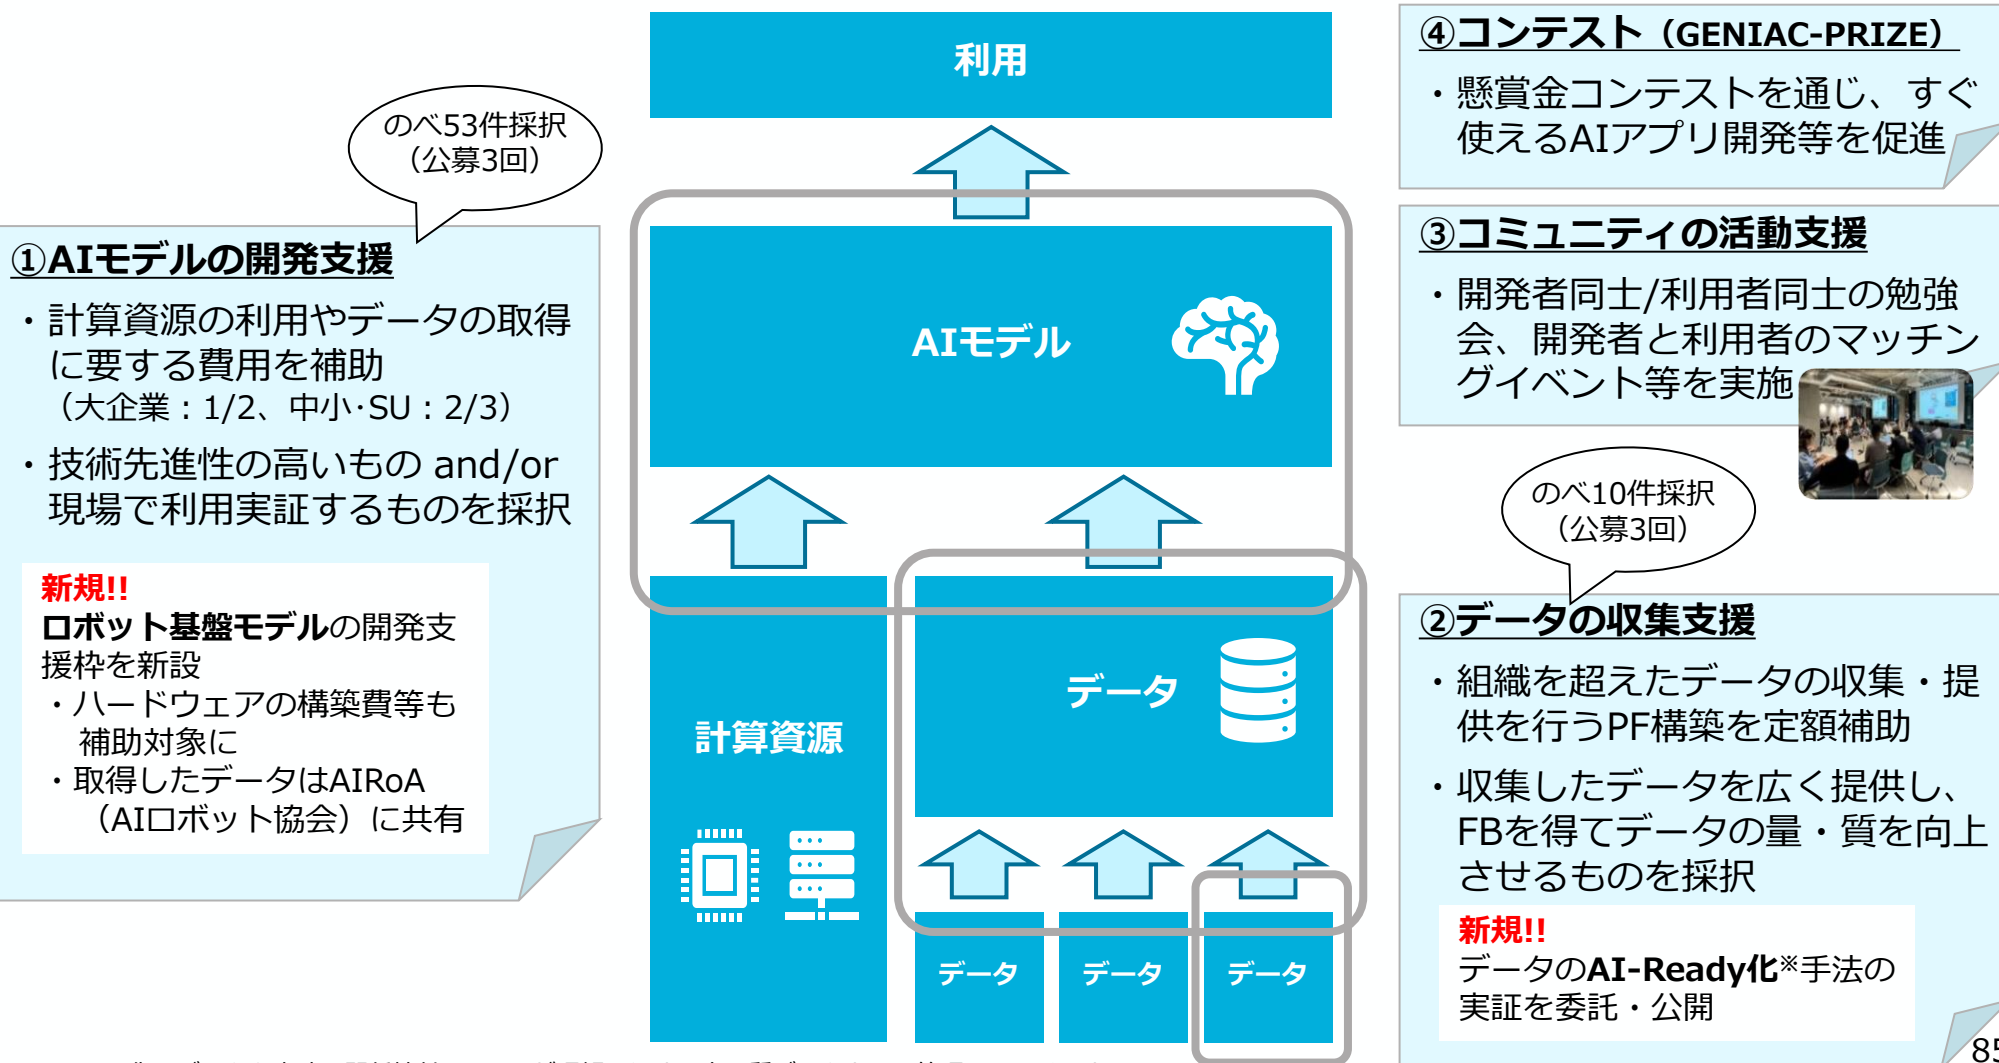 利用
のべ53件採択
（公募3回）
①AIモデルの開発支援
・計算資源の利用やデータの取得
に要する費用を補助
（大企業：1/2、中小・SU：2/3）
・技術先進性の高いもの and/or
現場で利用実証するものを採択
新規!!
ロボット基盤モデルの開発支
援枠を新設
・ハードウェアの構築費等も
補助対象に
・取得したデータはAIRoA
（AIロボット協会）に共有
AIモデル
計算資源
データ
データ
データ
データ
④コンテスト（GENIAC-PRIZE）
・懸賞金コンテストを通じ、すぐ
使えるAIアプリ開発等を促進
③コミュニティの活動支援
・開発者同士/利用者同士の勉強
会、開発者と利用者のマッチン
グイベント等を実施
のべ10件採択
（公募3回）
②データの収集支援
・組織を超えたデータの収集・提
供を行うPF構築を定額補助
・収集したデータを広く提供し、
FBを得てデータの量・質を向上
させるものを採択
新規!!
データのAI-Ready化※手法の
実証を委託・公開
85